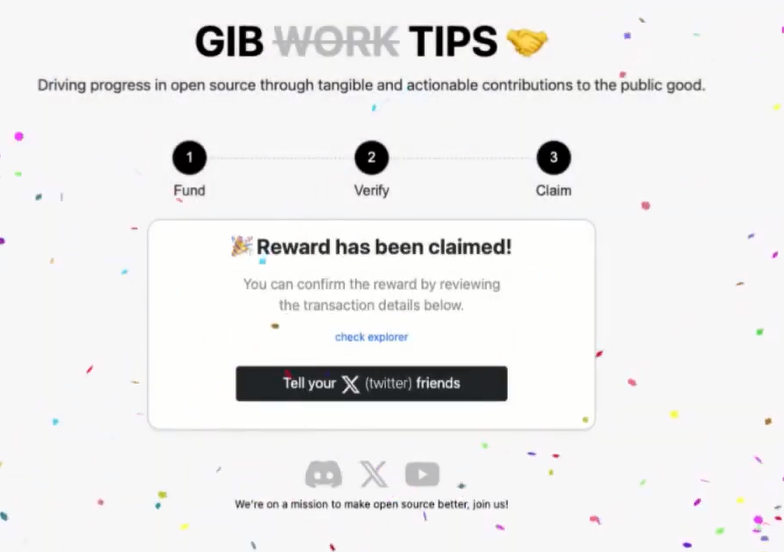 GIB WORK TIPS
Driving progress in open source through tangible and actionable contributions to the public good.
1 2 3
Fund Verify Claim
Reward has been claimed!
You can confirm the reward by reviewing
the transaction details below.
check explorer
Tell your X (twitter) friends
We're on a mission to make open source better, join us!